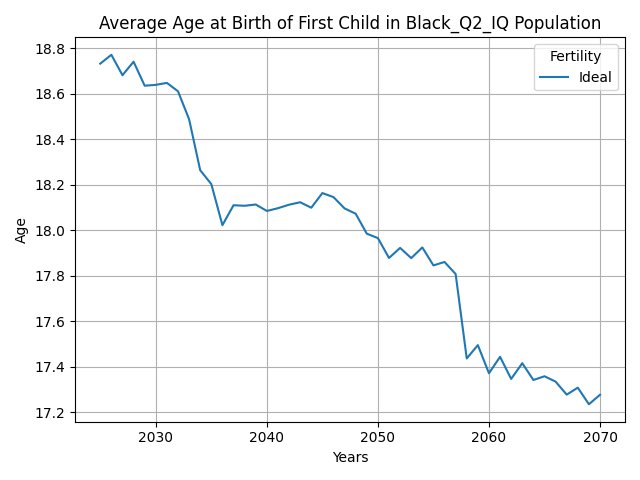 Average Age at Birth of First Child in Black_Q2_IQ Population
Fertility
Ideal
18.8
18.6
18.4
18.2
18.0
17.8
17.6
17.4
17.2
Age
2030 2040 2050 2060 2070
Years